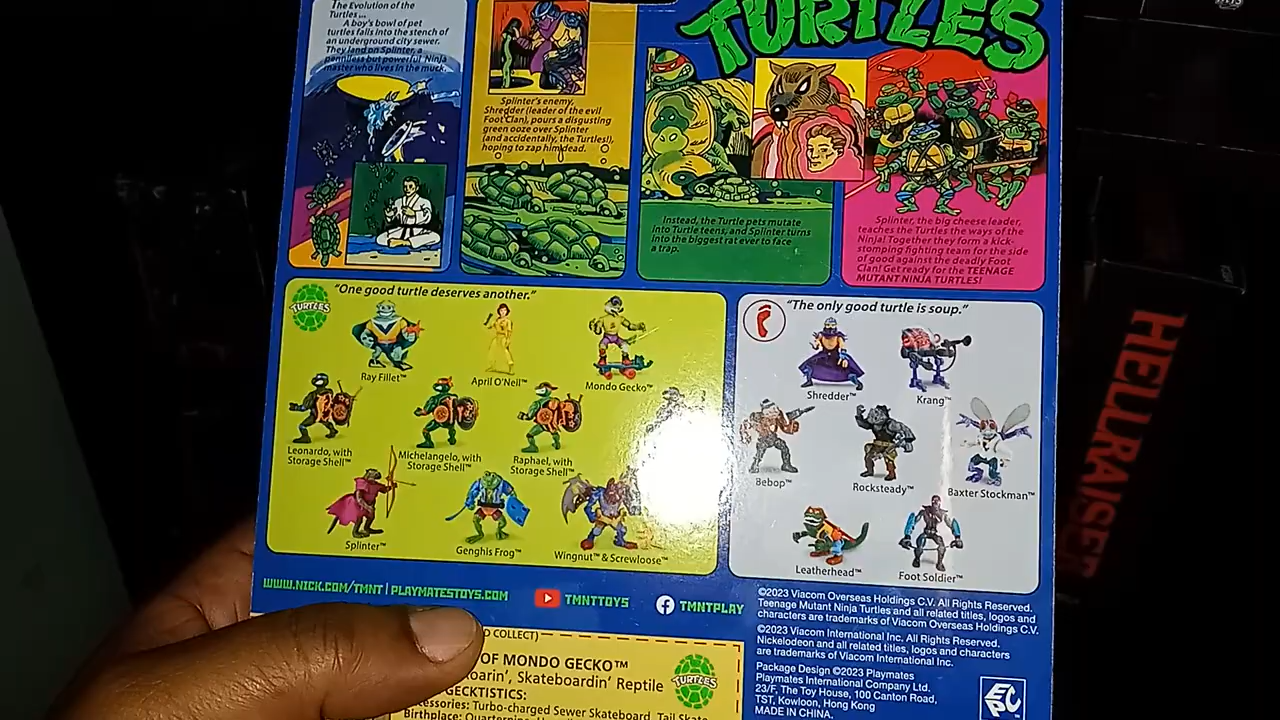 TURTLES
The Evolution of the
Turtles...
A boy's bowl of pet
turtles falls into the stench of
an underground city sewer.
They land on Splinter, a
penniless but powerful Ninja
master who lives in the muck.
Splinter's enemy,
Shredder (leader of the evil
Foot Clan), pours a disgusting
green ooze over Splinter
(and accidentally, the Turtles!),
hoping to zap him dead.
Instead, the Turtle pets mutate
into Turtle teens, and Splinter turns
into the biggest rat ever to face
a trap.
Splinter, the big cheese leader,
teaches the Turtles the ways of the
Ninja! Together they form a kick-
stomping fighting team for the side
of good against the deadly Foot
Clan! Get ready for the TEENAGE
MUTANT NINJA TURTLES!
TURTLES
"One good turtle deserves another."
Ray Fillet™
April O'Neil™
Mondo Gecko™
Leonardo, with
Storage Shell™
Michelangelo, with
Storage Shell™
Raphael, with
Storage Shell™
Splinter™
Genghis Frog™
Wingnut™ & Screwloose™
"The only good turtle is soup."
Shredder™
Krang™
Bebop™
Rocksteady™
Baxter Stockman™
Leatherhead™
Foot Soldier™
WWW.NICK.COM/TMNT | PLAYMATESTOYS.COM
TMNTTOYS
TMNTPLAY
©2023 Viacom Overseas Holdings C.V. All Rights Reserved.
Teenage Mutant Ninja Turtles and all related titles, logos and
characters are trademarks of Viacom Overseas Holdings C.V.
©2023 Viacom International Inc. All Rights Reserved.
Nickelodeon and all related titles, logos and characters
are trademarks of Viacom International Inc.
Package Design ©2023 Playmates
Playmates International Company Ltd.
23/F, The Toy House, 100 Canton Road,
TST, Kowloon, Hong Kong
MADE IN CHINA.
COLLECT)
OF MONDO GECKO™
Skateboardin' Reptile
TURTLES
GECKTISTICS:
Turbo-charged Sewer Skateboard, Tail Skate
Birthplace:
HELLRAISER